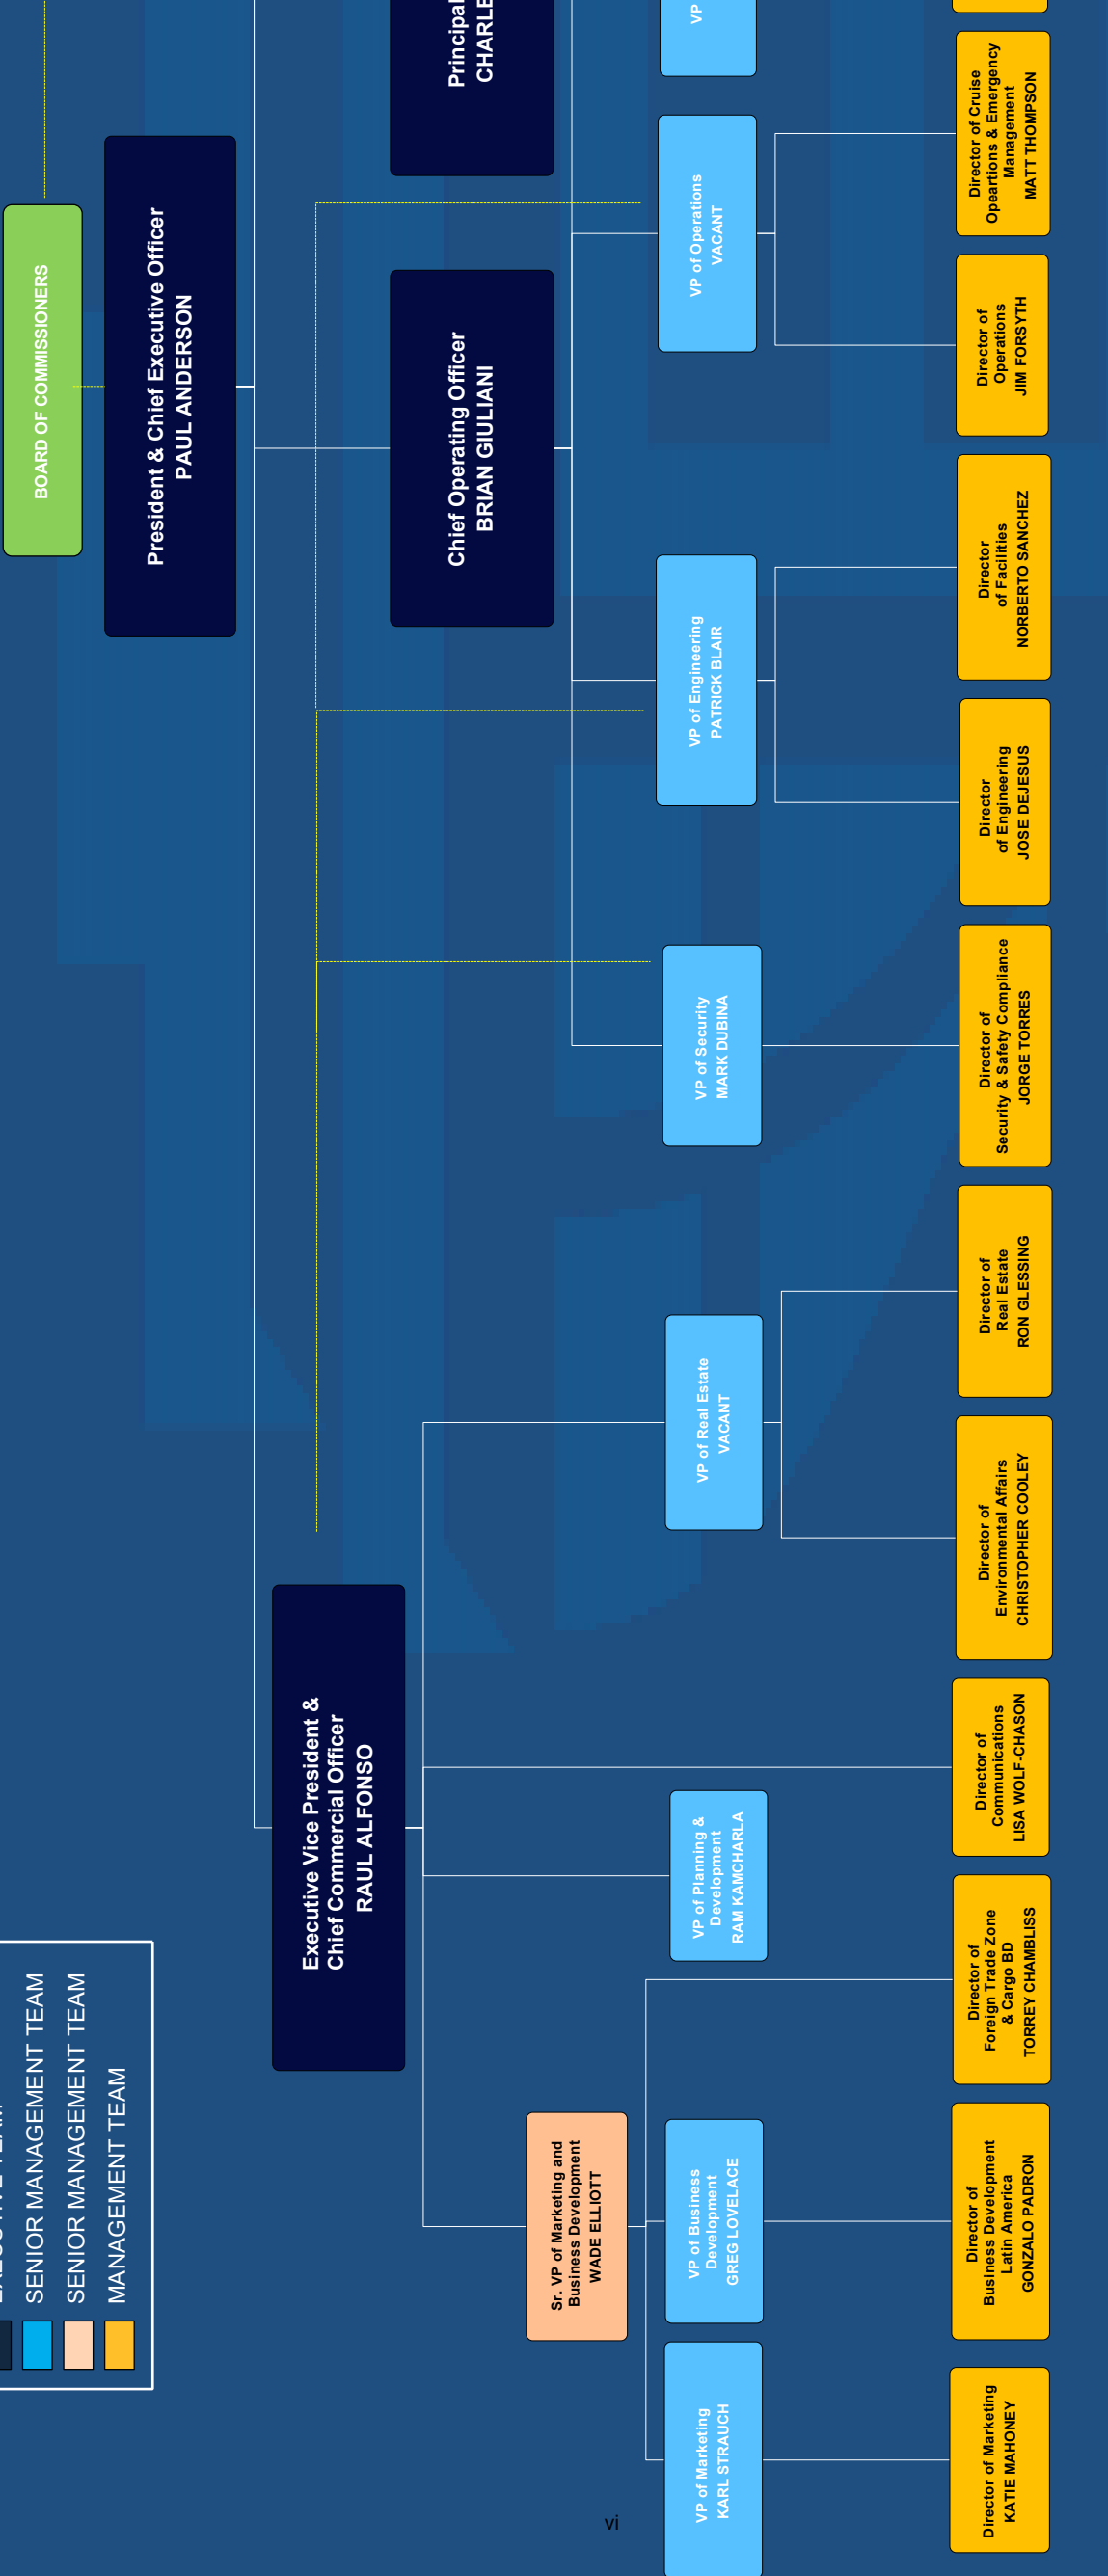 BOARD OF COMMISSIONERS
President & Chief Executive Officer
PAUL ANDERSON
Executive Vice President &
Chief Commercial Officer
RAUL ALFONSO
Chief Operating Officer
BRIAN GIULIANI
Principal
Sr. VP of Marketing and
Business Development
WADE ELLIOTT
VP of Marketing
KARL STRAUCH
VP of Business
Development
GREG LOVELACE
VP of Planning &
Development
RAM KAMCHARLA
VP of Real Estate
VACANT
VP of Security
MARK DUBINA
VP of Engineering
PATRICK BLAIR
VP of Operations
VACANT
VP
Director of Marketing
KATIE MAHONEY
Director of
Business Development
Latin America
GONZALO PADRON
Director of
Foreign Trade Zone
& Cargo BD
TORREY CHAMBLISS
Director of
Communications
LISA WOLF-CHASON
Director of
Environmental Affairs
CHRISTOPHER COOLEY
Director of
Real Estate
RON GLESSING
Director of
Security & Safety Compliance
JORGE TORRES
Director
of Engineering
JOSE DEJESUS
Director
of Facilities
NORBERTO SANCHEZ
Director of
Operations
JIM FORSYTH
Director of Cruise
Opeartions & Emergency
Management
MATT THOMPSON
SENIOR MANAGEMENT TEAM
SENIOR MANAGEMENT TEAM
MANAGEMENT TEAM
vi